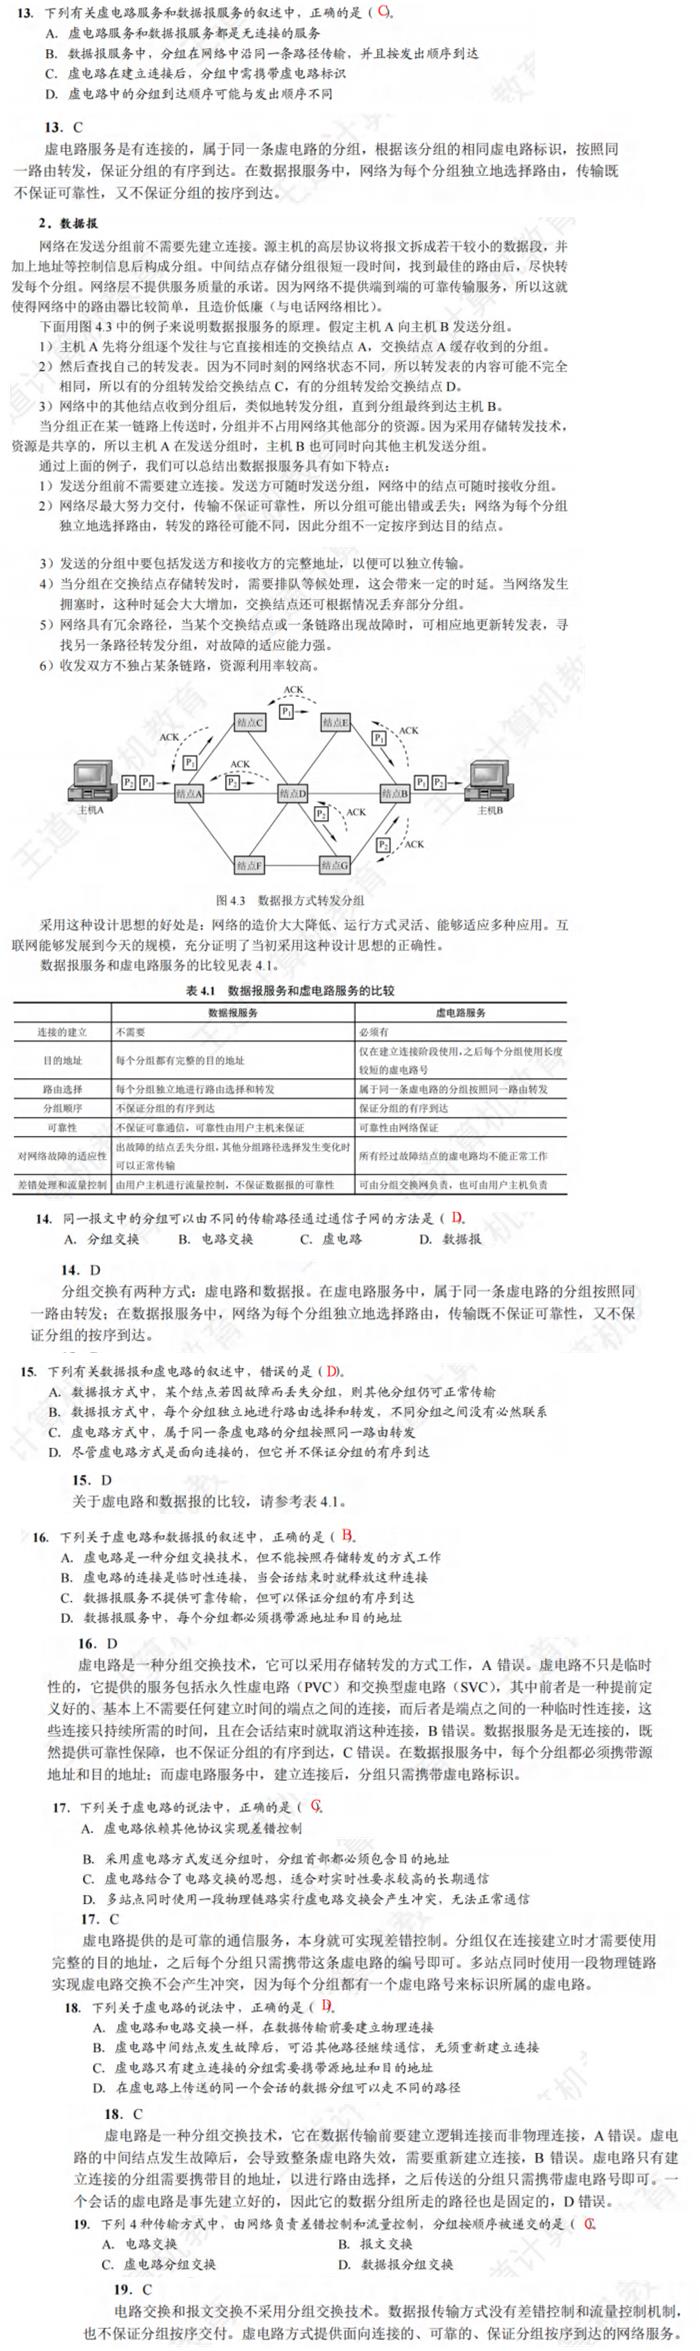 13. 下列有关虚电路服务和数据报服务的叙述中，正确的是（ C）。
A. 虚电路服务和数据报服务都是无连接的服务
B. 数据报服务中，分组在网络中沿同一条路径传输，并且按发出顺序到达
C. 虚电路在建立连接后，分组中需携带虚电路标识
D. 虚电路中的分组到达顺序可能与发出顺序不同
13. C
虚电路服务是有连接的，属于同一条虚电路的分组，根据该分组的相同虚电路标识，按照同
一路由转发，保证分组的有序到达。在数据报服务中，网络为每个分组独立地选择路由，传输既
不保证可靠性，又不保证分组的按序到达。
2. 数据报
网络在发送分组前不需要先建立连接。源主机的高层协议将报文拆成若干较小的数据段，并
加上地址等控制信息后构成分组。中间结点存储分组很短一段时间，找到最佳的路由后，尽快转
发每个分组。网络层不提供服务质量的承诺。因为网络不提供端到端的可靠传输服务，所以这就
使得网络中的路由器比较简单，且造价低廉（与电话网络相比）。
下面用图 4.3 中的例子来说明数据报服务的原理。假定主机 A 向主机 B 发送分组。
1）主机 A 先将分组逐个发往与它直接相连的交换结点 A，交换结点 A 缓存收到的分组。
2）然后查找自己的转发表。因为不同时刻的网络状态不同，所以转发表的内容可能不完全
相同，所以有的分组转发给交换结点 C，有的分组转发给交换结点 D。
3）网络中的其他结点收到分组后，类似地转发分组，直到分组最终到达主机 B。
当分组正在某一链路上传送时，分组并不占用网络其他部分的资源。因为采用存储转发技术，
资源是共享的，所以主机 A 在发送分组时，主机 B 也可同时向其他主机发送分组。
通过上面的例子，我们可以总结出数据报服务具有如下特点：
1）发送分组前不需要建立连接。发送方可随时发送分组，网络中的结点可随时接收分组。
2）网络尽最大努力交付，传输不保证可靠性，所以分组可能出错或丢失；网络为每个分组
独立地选择路由，转发的路径可能不同，因此分组不一定按序到达目的结点。
3）发送的分组中要包括发送方和接收方的完整地址，以便可以独立传输。
4）当分组在交换结点存储转发时，需要排队等候处理，这会带来一定的时延。当网络发生
拥塞时，这种时延会大大增加，交换结点还可根据情况丢弃部分分组。
5）网络具有冗余路径，当某个交换结点或一条链路出现故障时，可相应地更新转发表，寻
找另一条路径转发分组，对故障的适应能力强。
6）收发双方不独占某条链路，资源利用率较高。
ACK
结点C P₁ 结点E
ACK P₁ ACK
P₁ ACK
P₂ P₁ 结点A P₂ 结点D 结点B P₁ P₂
主机A P₂ ACK 主机B
P₂ ACK
结点F 结点G
图 4.3 数据报方式转发分组
采用这种设计思想的好处是：网络的造价大大降低、运行方式灵活、能够适应多种应用。互
联网能够发展到今天的规模，充分证明了当初采用这种设计思想的正确性。
数据报服务和虚电路服务的比较见表 4.1。
表 4.1 数据报服务和虚电路服务的比较
数据报服务 虚电路服务
连接的建立 不需要 必须有
目的地址 每个分组都有完整的目的地址 仅在建立连接阶段使用，之后每个分组使用长度
较短的虚电路号
路由选择 每个分组独立地进行路由选择和转发 属于同一条虚电路的分组按照同一路由转发
分组顺序 不保证分组的有序到达 保证分组的有序到达
可靠性 不保证可靠通信，可靠性由用户主机来保证 可靠性由网络保证
对网络故障的适应性 出故障的结点丢失分组，其他分组路径选择发生变化时
可以正常传输 所有经过故障结点的虚电路均不能正常工作
差错处理和流量控制 由用户主机进行流量控制，不保证数据报的可靠性 可由分组交换网负责，也可由用户主机负责
14. 同一报文中的分组可以由不同的传输路径通过通信子网的方法是（ D）。
A. 分组交换 B. 电路交换 C. 虚电路 D. 数据报
14. D
分组交换有两种方式：虚电路和数据报。在虚电路服务中，属于同一条虚电路的分组按照同
一路由转发；在数据报服务中，网络为每个分组独立地选择路由，传输既不保证可靠性，又不保
证分组的按序到达。
15. 下列有关数据报和虚电路的叙述中，错误的是（ D）。
A. 数据报方式中，某个结点若因故障而丢失分组，则其他分组仍可正常传输
B. 数据报方式中，每个分组独立地进行路由选择和转发，不同分组之间没有必然联系
C. 虚电路方式中，属于同一条虚电路的分组按照同一路由转发
D. 尽管虚电路方式是面向连接的，但它并不保证分组的有序到达
15. D
关于虚电路和数据报的比较，请参考表 4.1。
16. 下列关于虚电路和数据报的叙述中，正确的是（ B）。
A. 虚电路是一种分组交换技术，但不能按照存储转发的方式工作
B. 虚电路的连接是临时性连接，当会话结束时就释放这种连接
C. 数据报服务不提供可靠传输，但可以保证分组的有序到达
D. 数据报服务中，每个分组都必须携带源地址和目的地址
16. D
虚电路是一种分组交换技术，它可以采用存储转发的方式工作，A 错误。虚电路不只是临时
性的，它提供的服务包括永久性虚电路（PVC）和交换型虚电路（SVC），其中前者是一种提前定
义好的、基本上不需要任何建立时间的端点之间的连接，而后者是端点之间的一种临时性连接，这
些连接只持续所需的时间，且在会话结束时就取消这种连接，B 错误。数据报服务是无连接的，既
然提供可靠性保障，也不保证分组的有序到达，C 错误。在数据报服务中，每个分组都必须携带源
地址和目的地址；而虚电路服务中，建立连接后，分组只需携带虚电路标识。
17. 下列关于虚电路的说法中，正确的是（ C）。
A. 虚电路依赖其他协议实现差错控制
B. 采用虚电路方式发送分组时，分组首部都必须包含目的地址
C. 虚电路结合了电路交换的思想，适合对实时性要求较高的长期通信
D. 多站点同时使用一段物理链路实行虚电路交换会产生冲突，无法正常通信
17. C
虚电路提供的是可靠的通信服务，本身就可实现差错控制。分组仅在连接建立时才需要使用
完整的目的地址，之后每个分组只需携带这条虚电路的编号即可。多站点同时使用一段物理链路
实现虚电路交换不会产生冲突，因为每个分组都有一个虚电路号来标识所属的虚电路。
18. 下列关于虚电路的说法中，正确的是（ D）。
A. 虚电路和电路交换一样，在数据传输前要建立物理连接
B. 虚电路中间结点发生故障后，可沿其他路径继续通信，无须重新建立连接
C. 虚电路只有建立连接的分组需要携带源地址和目的地址
D. 在虚电路上传送的同一个会话的数据分组可以走不同的路径
18. C
虚电路是一种分组交换技术，它在数据传输前要建立逻辑连接而非物理连接，A 错误。虚电
路的中间结点发生故障后，会导致整条虚电路失效，需要重新建立连接，B 错误。虚电路只有建
立连接的分组需要携带目的地址，以进行路由选择，之后传送的分组只需携带虚电路号即可。一
个会话的虚电路是事先建立好的，因此它的数据分组所走的路径也是固定的，D 错误。
19. 下列 4 种传输方式中，由网络负责差错控制和流量控制，分组按顺序被递交的是（ C）。
A. 电路交换 B. 报文交换
C. 虚电路分组交换 D. 数据报分组交换
19. C
电路交换和报文交换不采用分组交换技术。数据报传输方式没有差错控制和流量控制机制，
也不保证分组按序交付。虚电路方式提供面向连接的、可靠的、保证分组按序到达的网络服务。